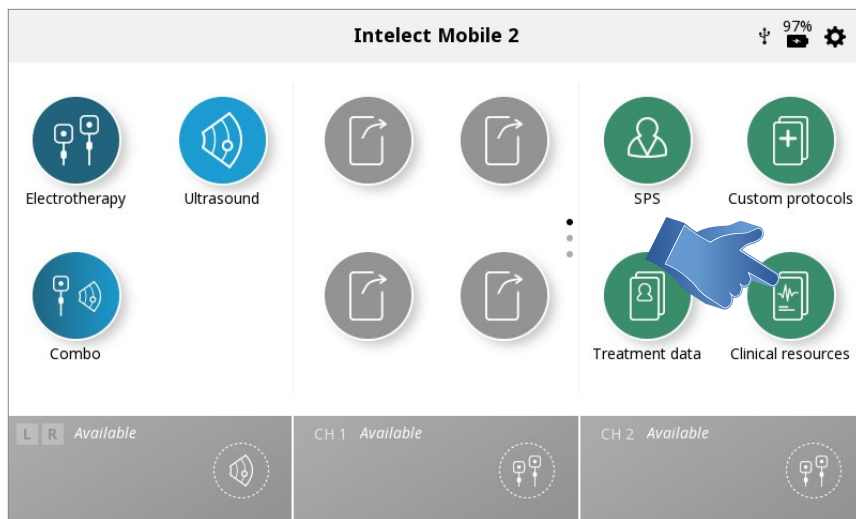 Intelect Mobile 2
97%
Electrotherapy
Ultrasound
Combo
SPS
Custom protocols
Treatment data
Clinical resources
L R Available
CH 1 Available
CH 2 Available